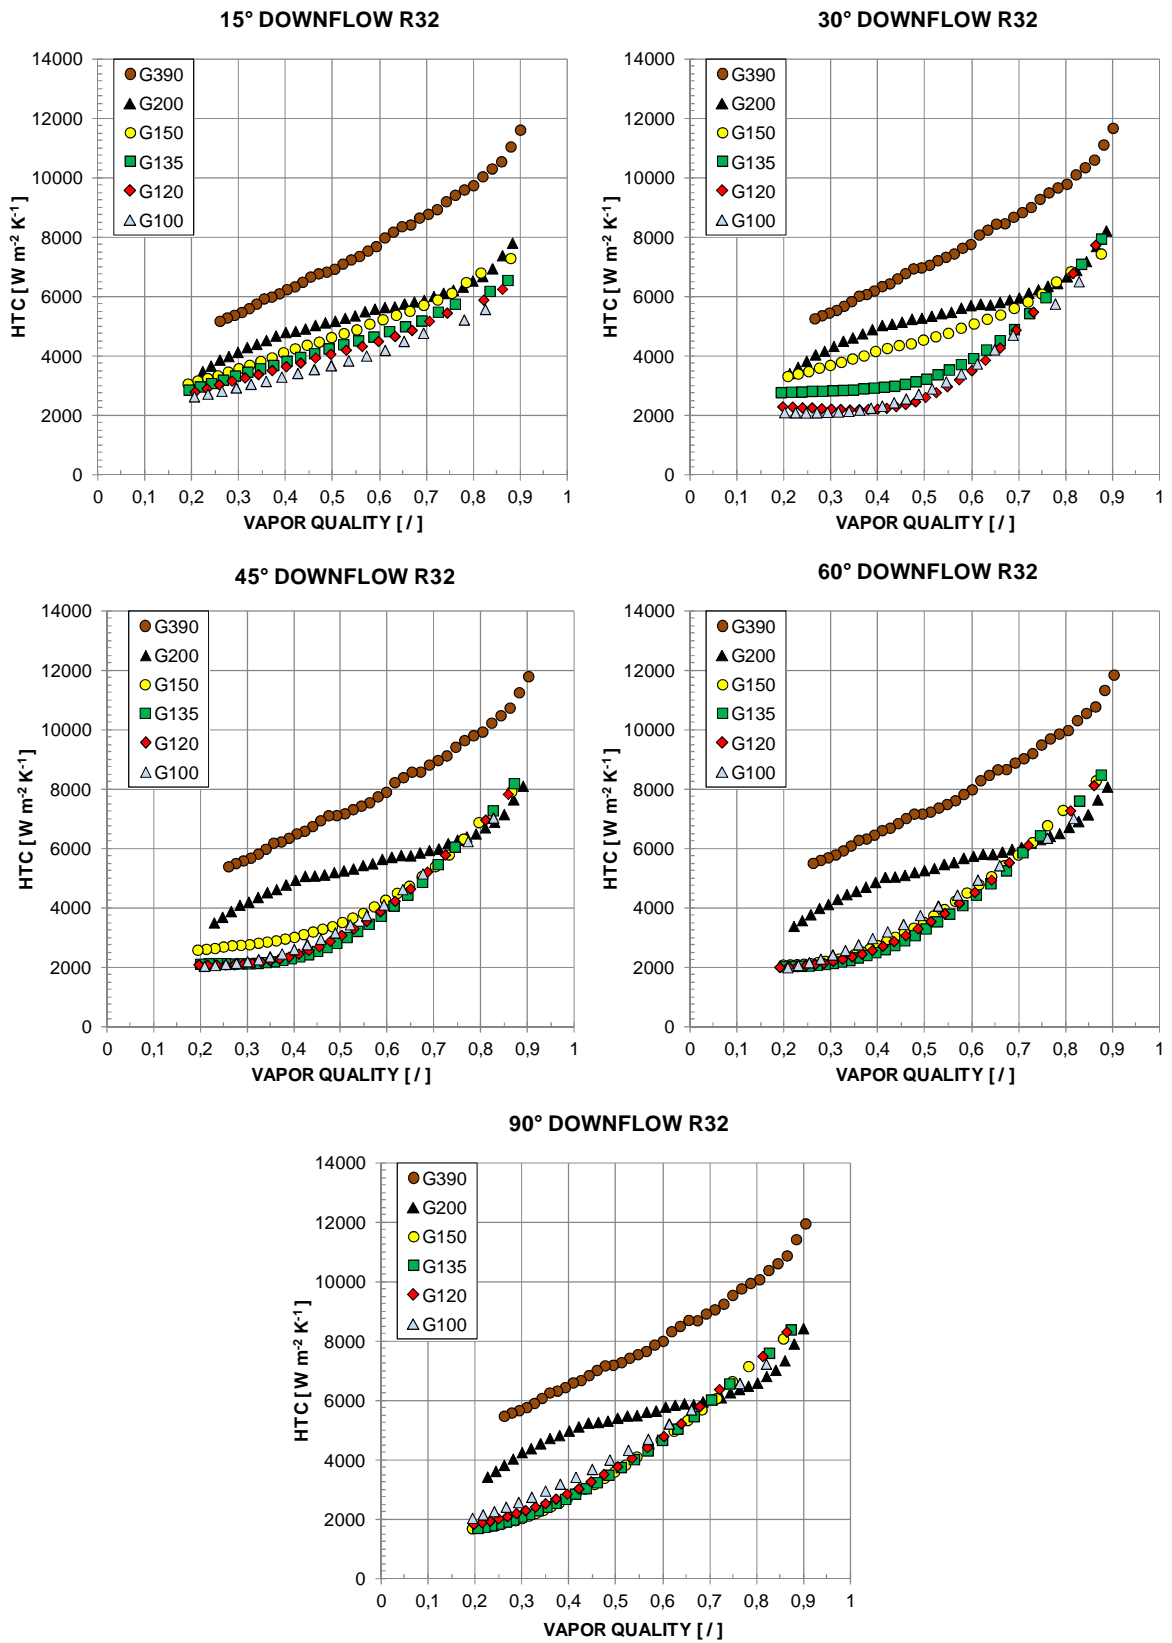 15° DOWNFLOW R32
14000
12000
10000
8000
6000
4000
2000
0
HTC [ W m-2 K-1 ]
G390
G200
G150
G135
G120
G100
0 0,1 0,2 0,3 0,4 0,5 0,6 0,7 0,8 0,9 1
VAPOR QUALITY [ / ]
30° DOWNFLOW R32
14000
12000
10000
8000
6000
4000
2000
0
HTC [ W m-2 K-1 ]
G390
G200
G150
G135
G120
G100
0 0,1 0,2 0,3 0,4 0,5 0,6 0,7 0,8 0,9 1
VAPOR QUALITY [ / ]
45° DOWNFLOW R32
14000
12000
10000
8000
6000
4000
2000
0
HTC [ W m-2 K-1 ]
G390
G200
G150
G135
G120
G100
0 0,1 0,2 0,3 0,4 0,5 0,6 0,7 0,8 0,9 1
VAPOR QUALITY [ / ]
60° DOWNFLOW R32
14000
12000
10000
8000
6000
4000
2000
0
HTC [ W m-2 K-1 ]
G390
G200
G150
G135
G120
G100
0 0,1 0,2 0,3 0,4 0,5 0,6 0,7 0,8 0,9 1
VAPOR QUALITY [ / ]
90° DOWNFLOW R32
14000
12000
10000
8000
6000
4000
2000
0
HTC [ W m-2 K-1 ]
G390
G200
G150
G135
G120
G100
0 0,1 0,2 0,3 0,4 0,5 0,6 0,7 0,8 0,9 1
VAPOR QUALITY [ / ]